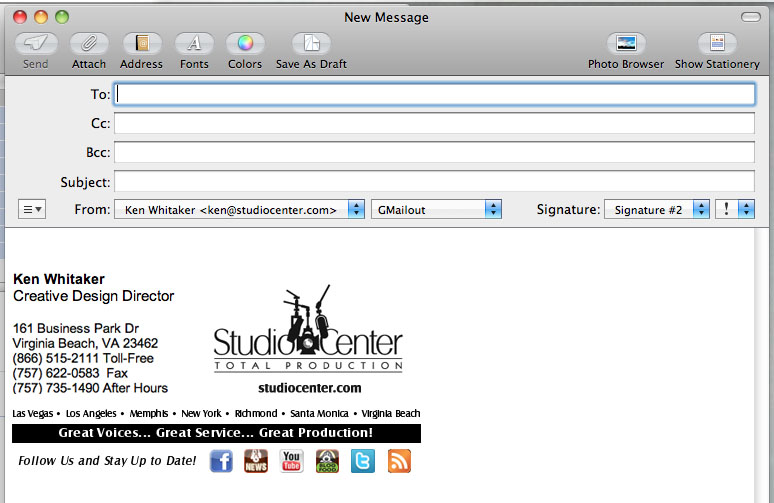 New Message
Send Attach Address Fonts Colors Save As Draft Photo Browser Show Stationery
To:
Cc:
Bcc:
Subject:
From: Ken Whitaker <ken@studiocenter.com> GMailout Signature: Signature #2 !
Ken Whitaker
Creative Design Director
161 Business Park Dr
Virginia Beach, VA 23462
(866) 515-2111 Toll-Free
(757) 622-0583 Fax
(757) 735-1490 After Hours
Studio Center
TOTAL PRODUCTION
studiocenter.com
Las Vegas • Los Angeles • Memphis • New York • Richmond • Santa Monica • Virginia Beach
Great Voices... Great Service... Great Production!
Follow Us and Stay Up to Date! f NEWS You Tube BLOG FOOD t